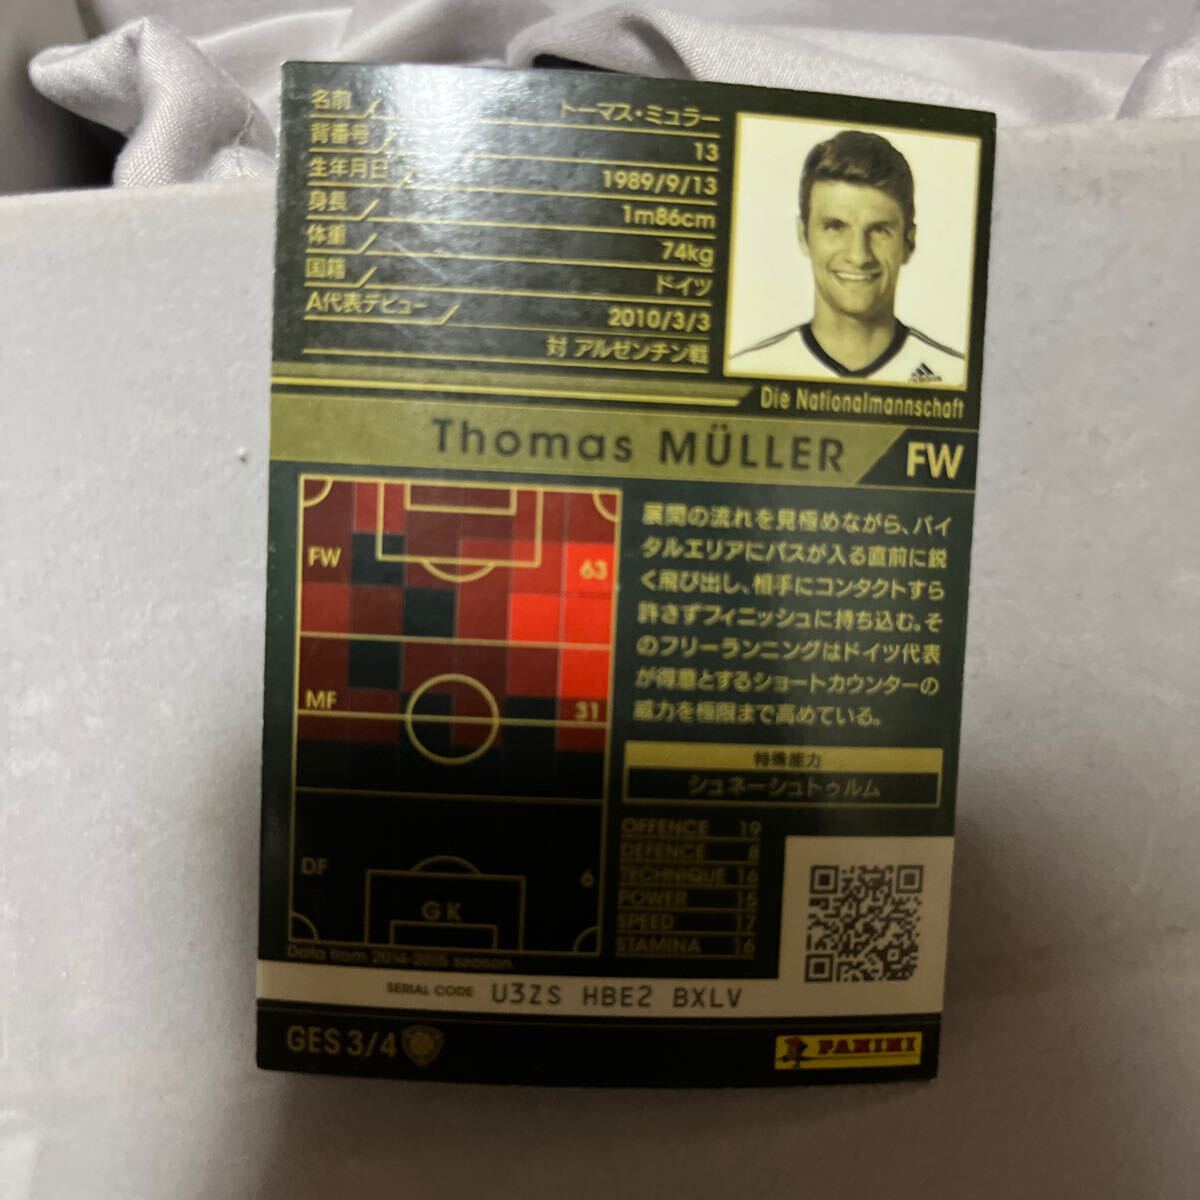 名前 トーマス・ミュラー
背番号 13
生年月日 1989/9/13
身長 1m86cm
体重 74kg
国籍 ドイツ
A代表デビュー 2010/3/3
対 アルゼンチン戦
adidas
Die Nationalmannschaft
Thomas MÜLLER FW
FW 63
MF 31
DF 6
GK
Data from 2014-2015 season
展開の流れを見極めながら、バイ
タルエリアにパスが入る直前に鋭
く飛び出し、相手にコンタクトすら
許さずフィニッシュに持ち込む。そ
のフリーランニングはドイツ代表
が得意とするショートカウンターの
威力を極限まで高めている。
特殊能力
シュネーシュトゥルム
OFFENCE 19
DEFENCE 8
TECHNIQUE 16
POWER 15
SPEED 17
STAMINA 16
SERIAL CODE U3ZS HBE2 BXLV
GES 3/4
PANINI